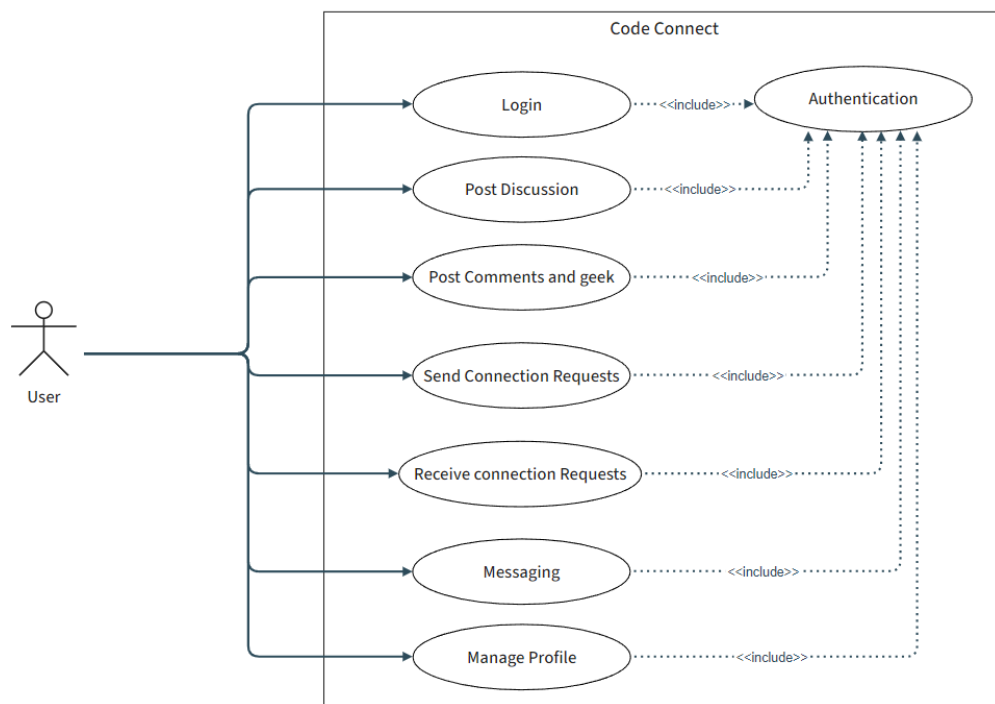 Code Connect
Login
<<include>>
Authentication
Post Discussion
<<include>>
Post Comments and geek
<<include>>
User
Send Connection Requests
<<include>>
Receive connection Requests
<<include>>
Messaging
<<include>>
Manage Profile
<<include>>